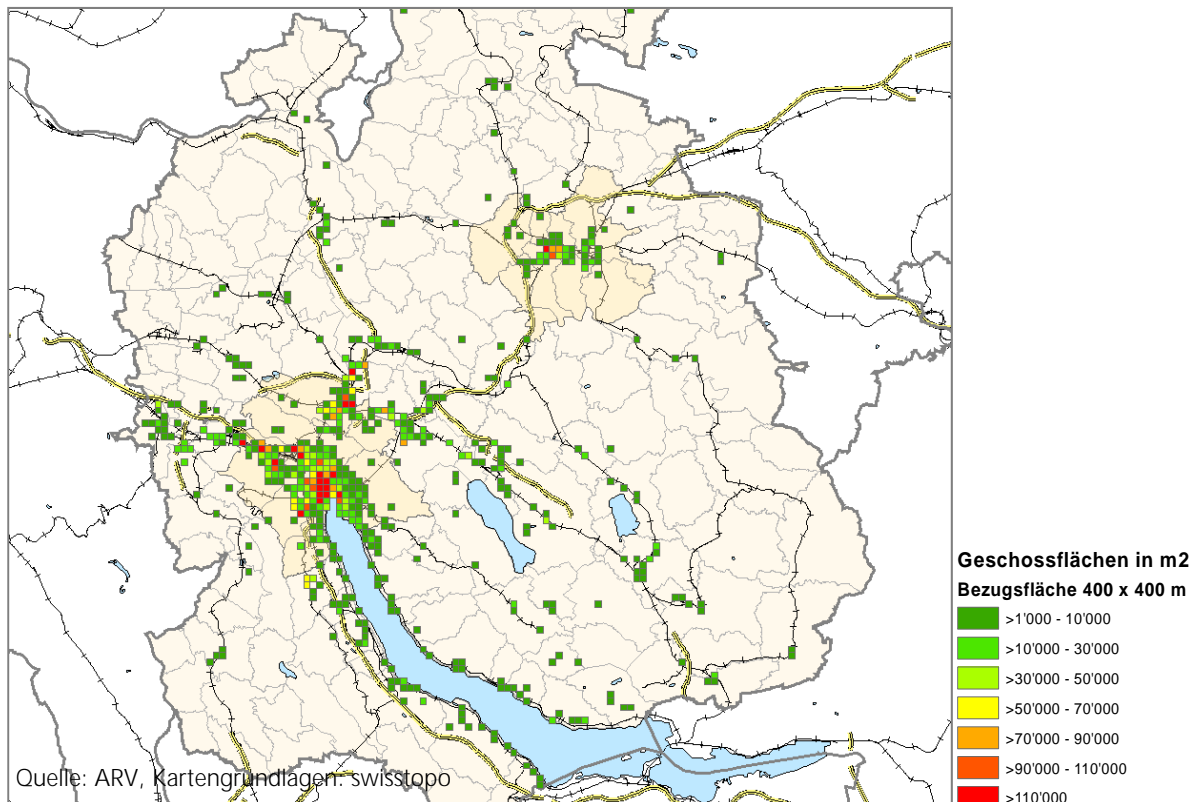 Geschossflächen in m2
Bezugsfläche 400 x 400 m
>1'000 - 10'000
>10'000 - 30'000
>30'000 - 50'000
>50'000 - 70'000
>70'000 - 90'000
>90'000 - 110'000
>110'000
Quelle: ARV, Kartengrundlagen: swisstopo